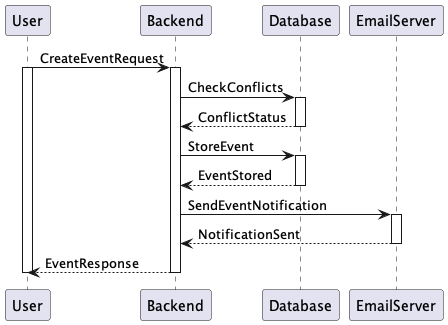 User Backend Database EmailServer
CreateEventRequest
CheckConflicts
ConflictStatus
StoreEvent
EventStored
SendEventNotification
NotificationSent
EventResponse
User Backend Database EmailServer